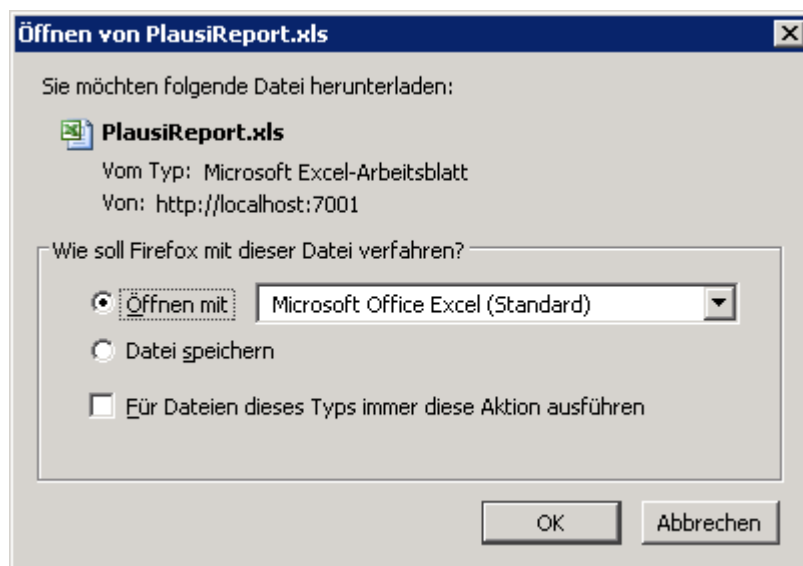 Öffnen von PlausiReport.xls
Sie möchten folgende Datei herunterladen:
PlausiReport.xls
Vom Typ: Microsoft Excel-Arbeitsblatt
Von: http://localhost:7001
Wie soll Firefox mit dieser Datei verfahren?
Öffnen mit Microsoft Office Excel (Standard)
Datei speichern
Für Dateien dieses Typs immer diese Aktion ausführen
OK Abbrechen